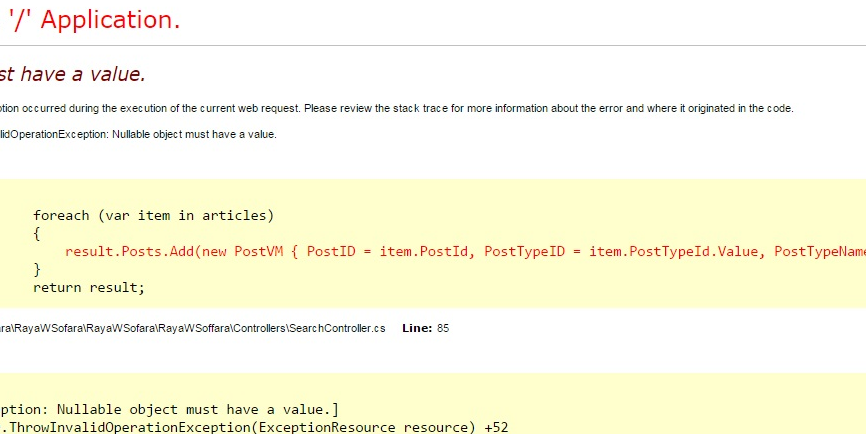 '/' Application.
st have a value.
ption occurred during the execution of the current web request. Please review the stack trace for more information about the error and where it originated in the code.
lidOperationException: Nullable object must have a value.
foreach (var item in articles)
{
result.Posts.Add(new PostVM { PostID = item.PostId, PostTypeID = item.PostTypeId.Value, PostTypeName
}
return result;
ra\RayaWSofara\RayaWSofara\RayaWSoffara\Controllers\SearchController.cs Line: 85
ption: Nullable object must have a value.]
.ThrowInvalidOperationException(ExceptionResource resource) +52